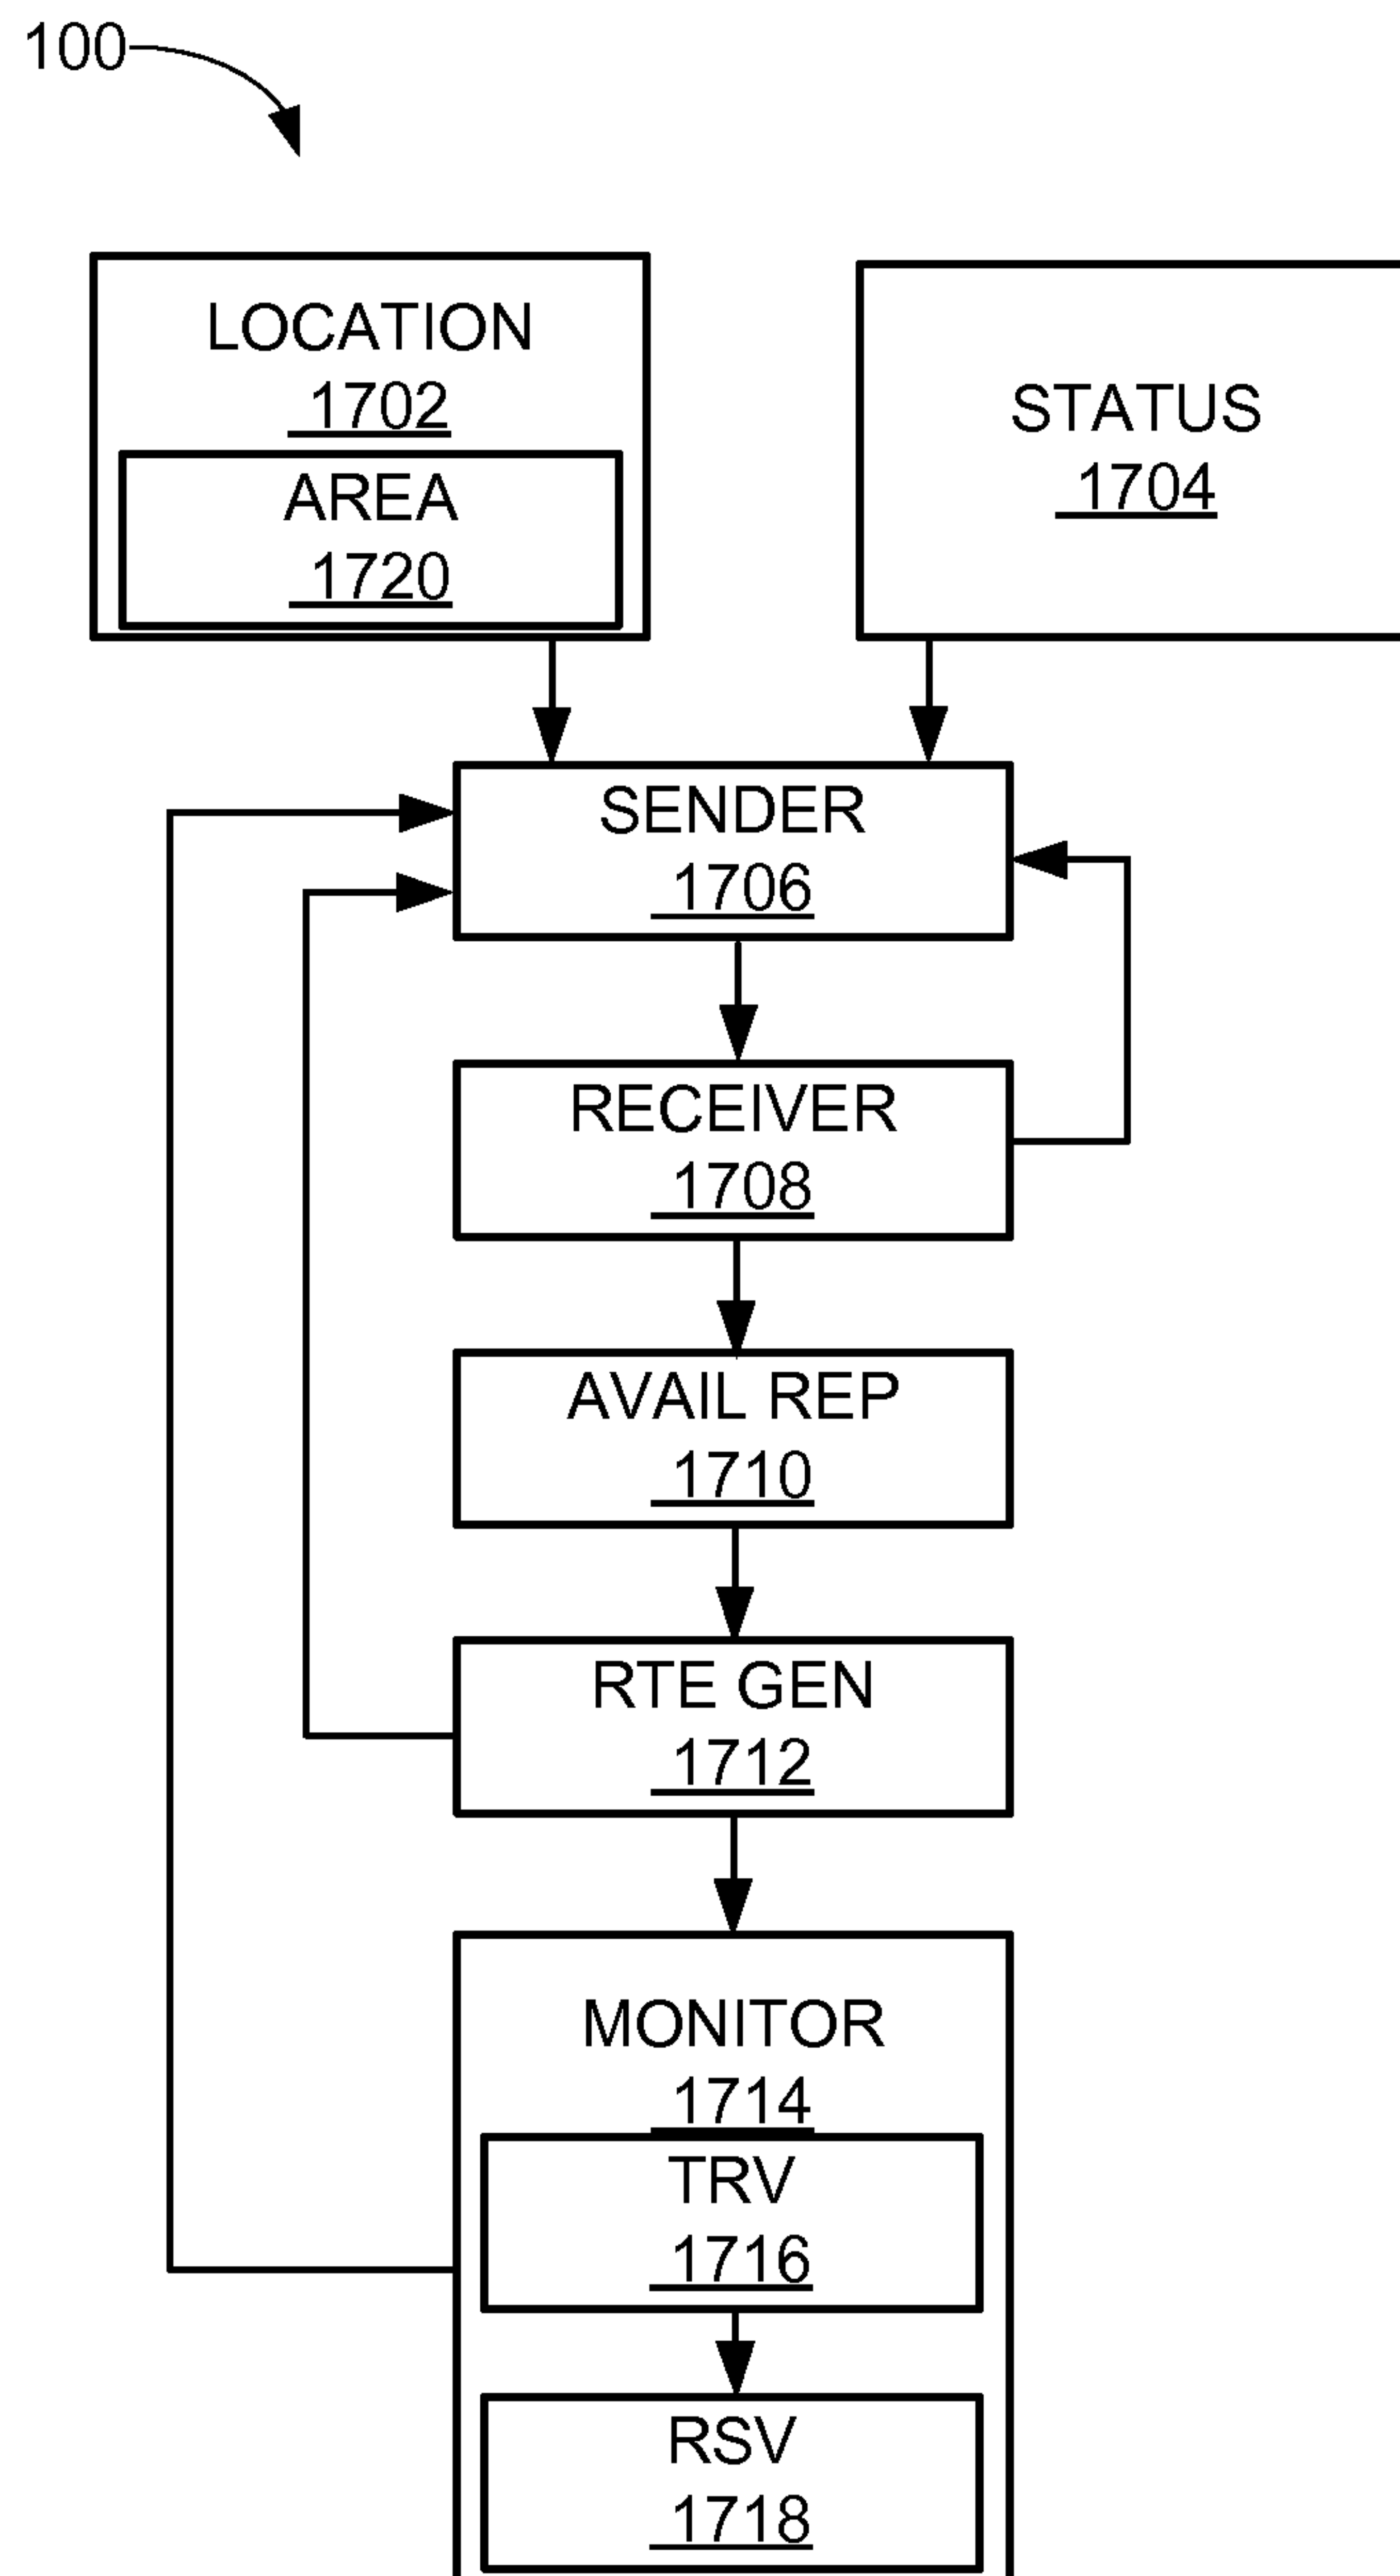 100
LOCATION
1702
AREA
1720
STATUS
1704
SENDER
1706
RECEIVER
1708
AVAIL REP
1710
RTE GEN
1712
MONITOR
1714
TRV
1716
RSV
1718